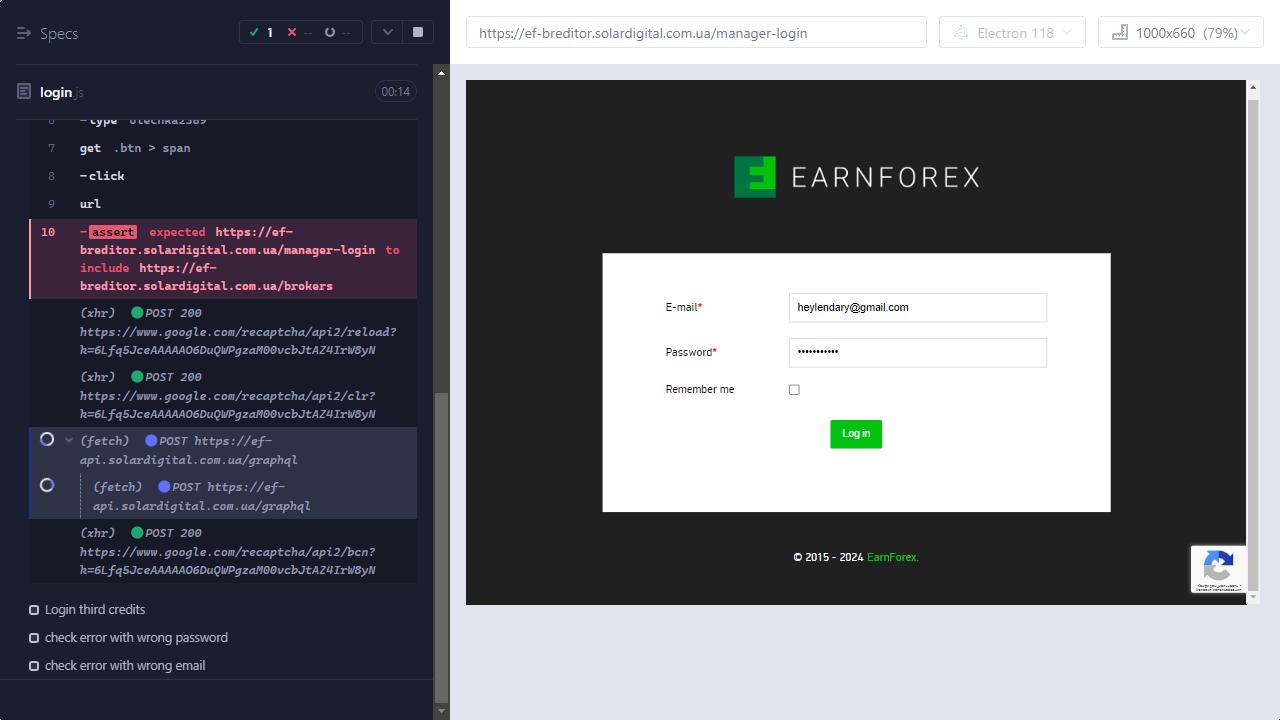 Specs
1
--
--
login.js
00:14
6 -type olechka2389
7 get .btn > span
8 -click
9 url
10 -assert expected https://ef-
breditor.solardigital.com.ua/manager-login to
include https://ef-
breditor.solardigital.com.ua/brokers
(xhr) POST 200
https://www.google.com/recaptcha/api2/reload?
k=6Lfq5JceAAAAAO6DuQWPgzaM00vcbJtAZ4IrW8yN
(xhr) POST 200
https://www.google.com/recaptcha/api2/clr?
k=6Lfq5JceAAAAAO6DuQWPgzaM00vcbJtAZ4IrW8yN
(fetch) POST https://ef-
api.solardigital.com.ua/graphql
(fetch) POST https://ef-
api.solardigital.com.ua/graphql
(xhr) POST 200
https://www.google.com/recaptcha/api2/bcn?
k=6Lfq5JceAAAAAO6DuQWPgzaM00vcbJtAZ4IrW8yN
Login third credits
check error with wrong password
check error with wrong email
https://ef-breditor.solardigital.com.ua/manager-login
Electron 118
1000x660 (79%)
EARNFOREX
E-mail*
heylendary@gmail.com
Password*
•••••••••••
Remember me
Log in
© 2015 - 2024 EarnForex.